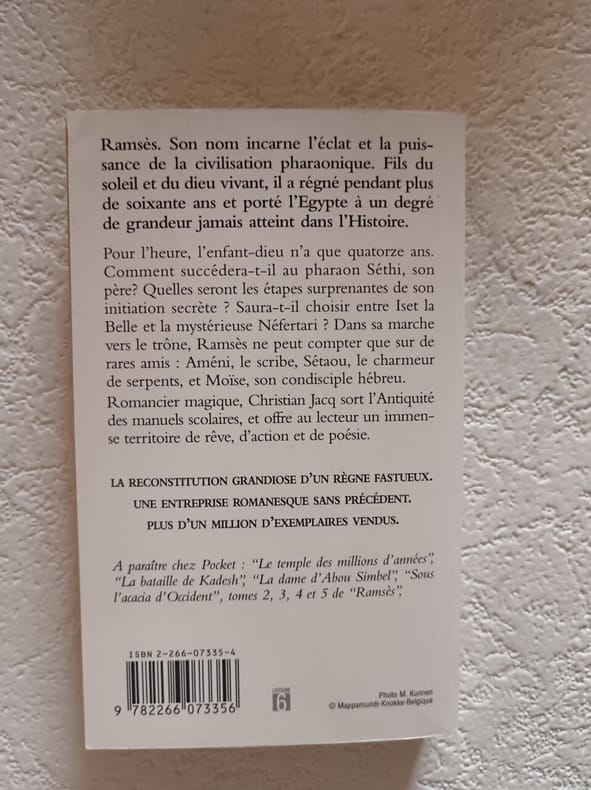 Ramsès. Son nom incarne l'éclat et la puis-
sance de la civilisation pharaonique. Fils du
soleil et du dieu vivant, il a régné pendant plus
de soixante ans et porté l'Egypte à un degré
de grandeur jamais atteint dans l'Histoire.
Pour l'heure, l'enfant-dieu n'a que quatorze ans.
Comment succédera-t-il au pharaon Séthi, son
père? Quelles seront les étapes surprenantes de son
initiation secrète ? Saura-t-il choisir entre Iset la
Belle et la mystérieuse Néfertari ? Dans sa marche
vers le trône, Ramsès ne peut compter que sur de
rares amis : Améni, le scribe, Sétaou, le charmeur
de serpents, et Moïse, son condisciple hébreu.
Romancier magique, Christian Jacq sort l'Antiquité
des manuels scolaires, et offre au lecteur un immen-
se territoire de rêve, d'action et de poésie.
LA RECONSTITUTION GRANDIOSE D'UN RÈGNE FASTUEUX.
UNE ENTREPRISE ROMANESQUE SANS PRÉCÉDENT.
PLUS D'UN MILLION D'EXEMPLAIRES VENDUS.
A paraître chez Pocket : "Le temple des millions d'années",
"La bataille de Kadesh", "La dame d'Abou Simbel", "Sous
l'acacia d'Occident", tomes 2, 3, 4 et 5 de "Ramsès",
ISBN 2-266-07335-4
9 782266 073356
CATÉGORIE
6
Photo M. Kunnen
© Mappamundi-Knokke-Belgique